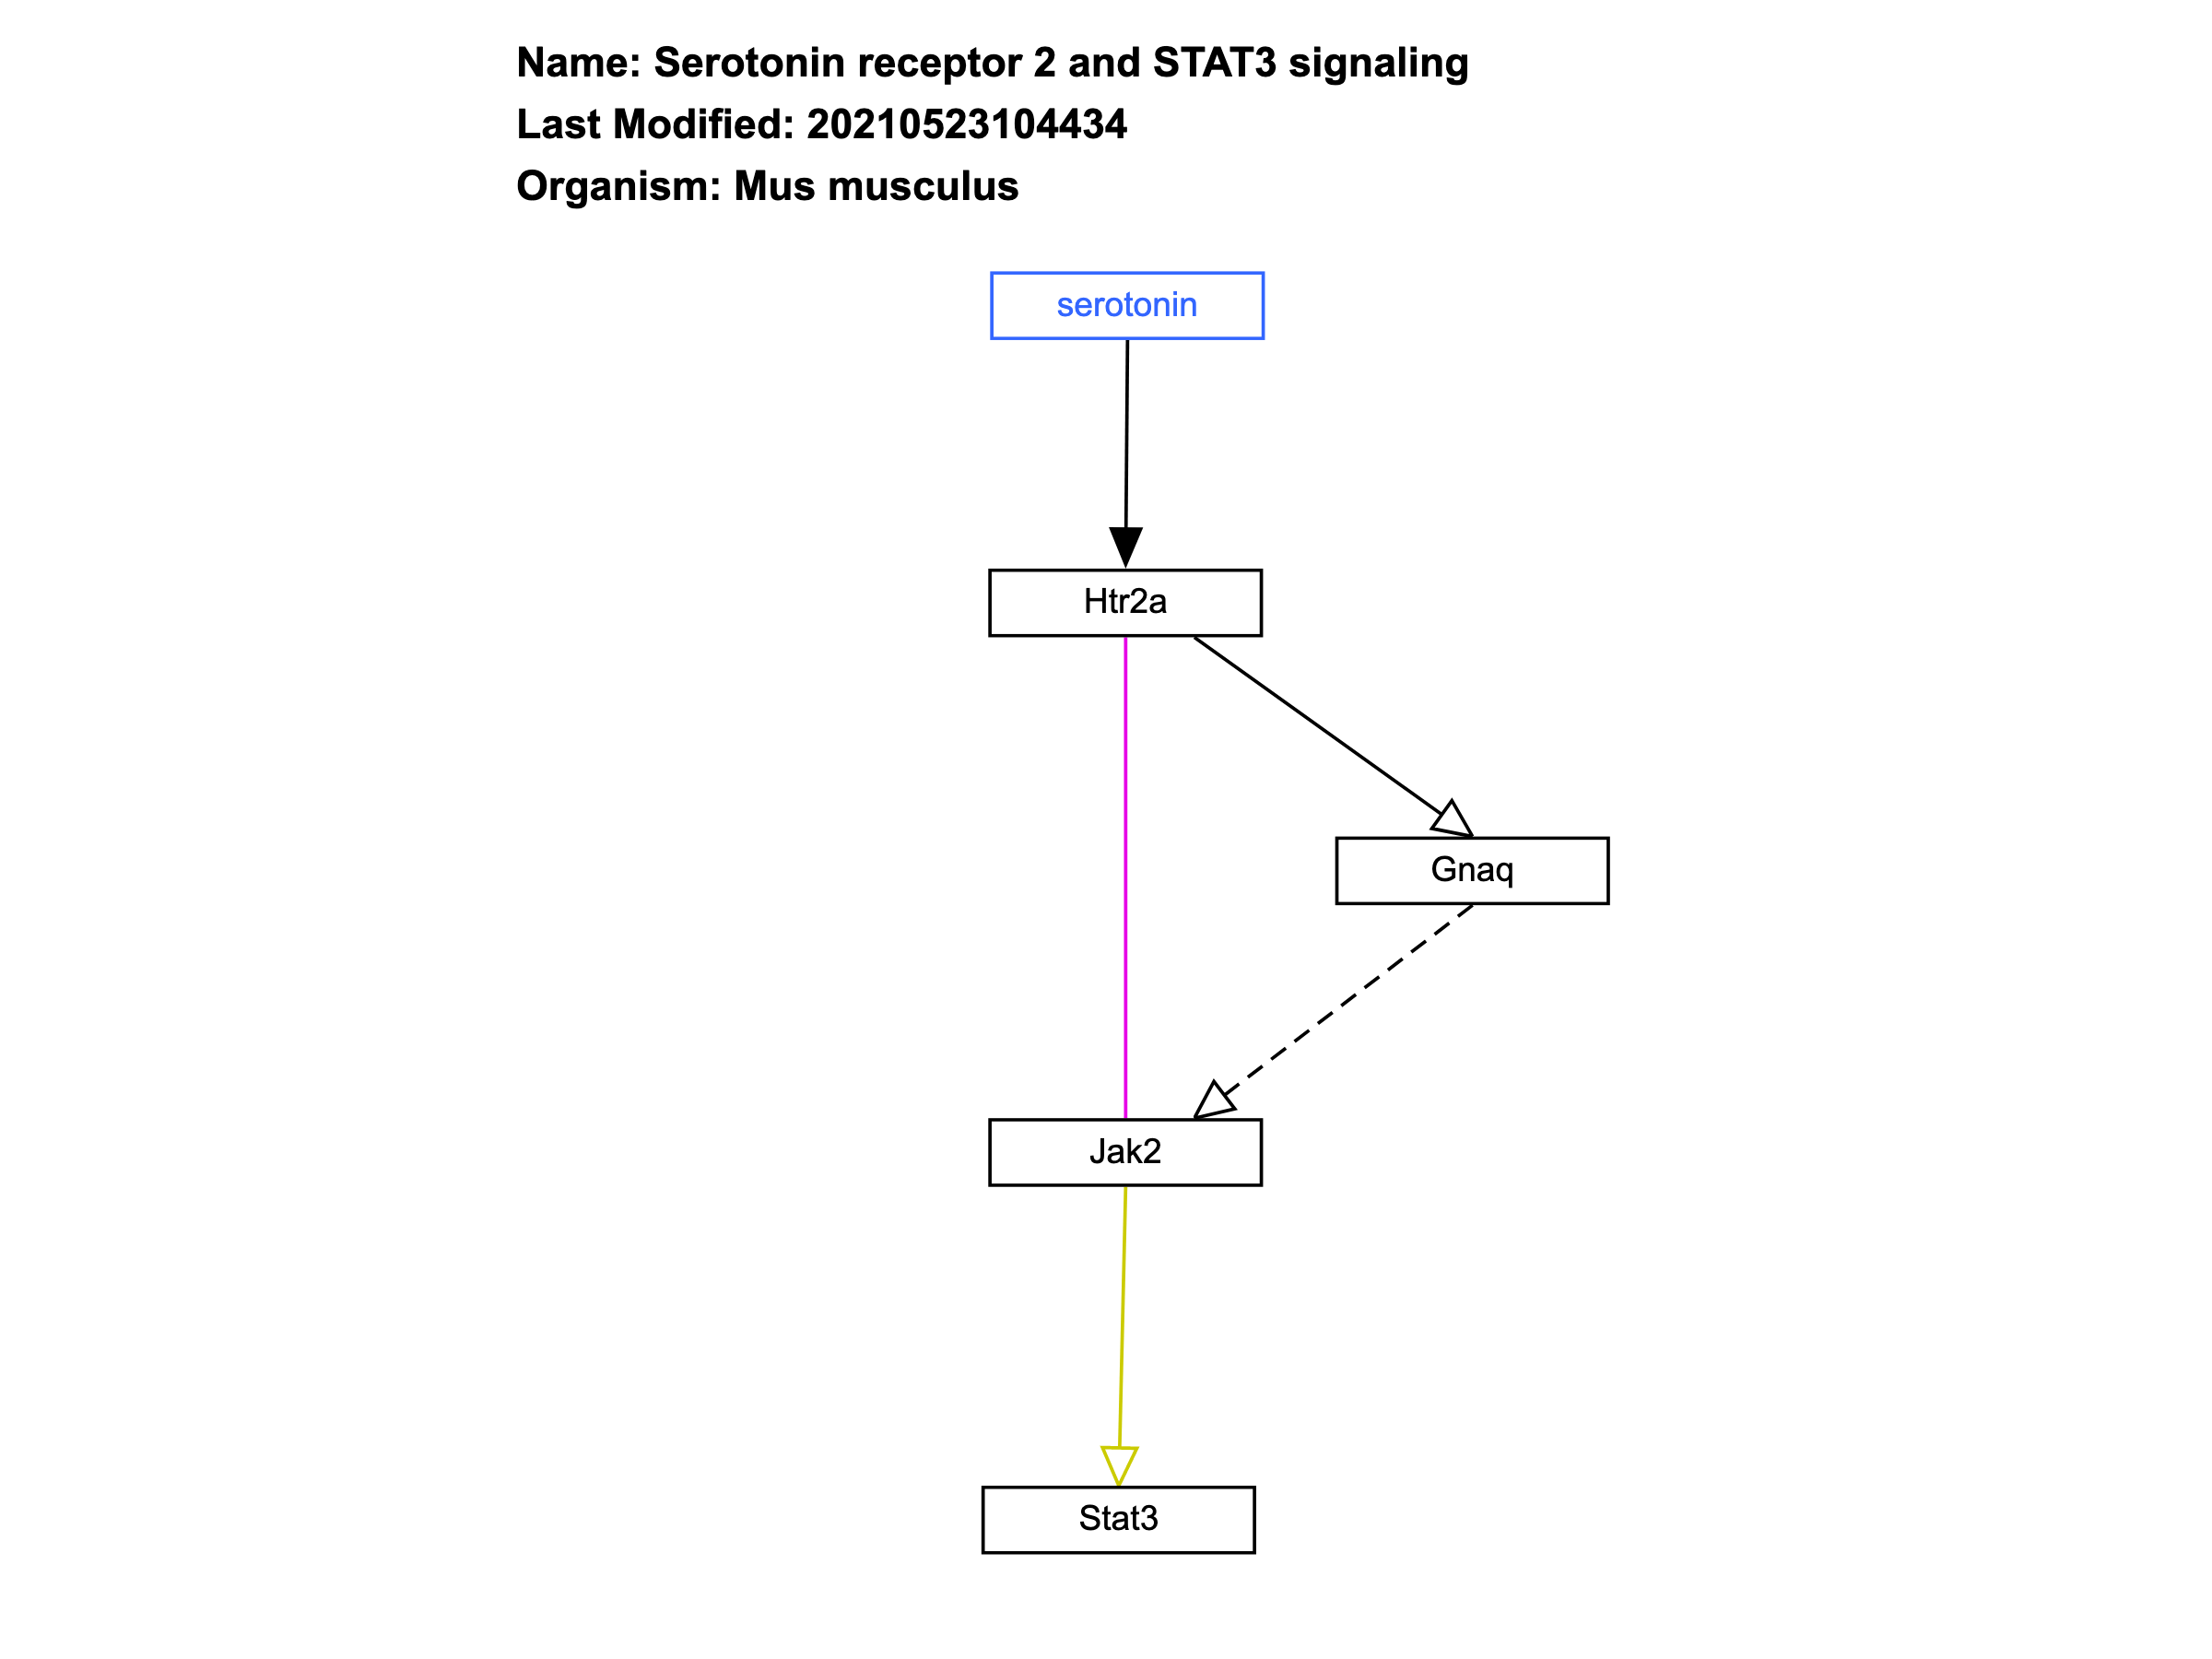 Name: Serotonin receptor 2 and STAT3 signaling
Last Modified: 20210523104434
Organism: Mus musculus
serotonin
Htr2a
Gnaq
Jak2
Stat3